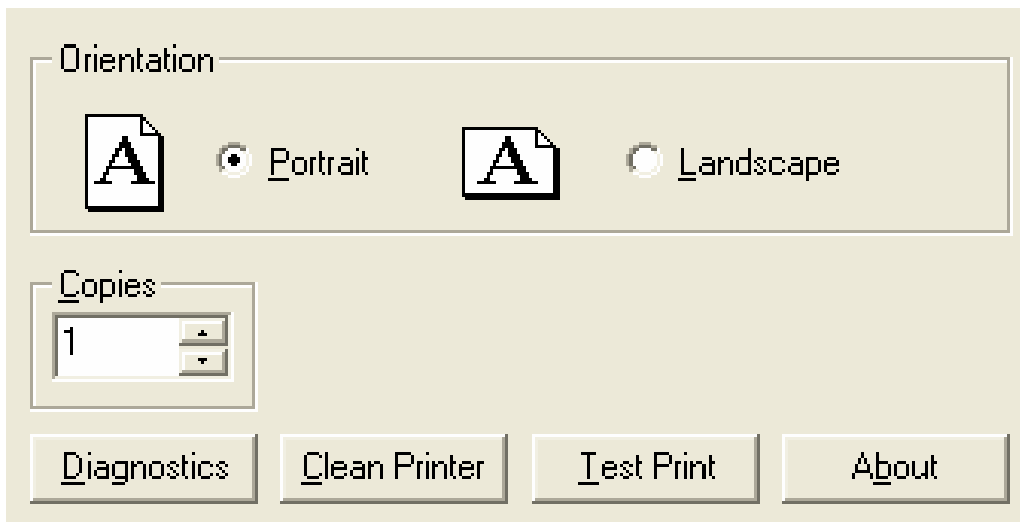 Orientation
A Portrait A Landscape
Copies
1
Diagnostics Clean Printer Test Print About